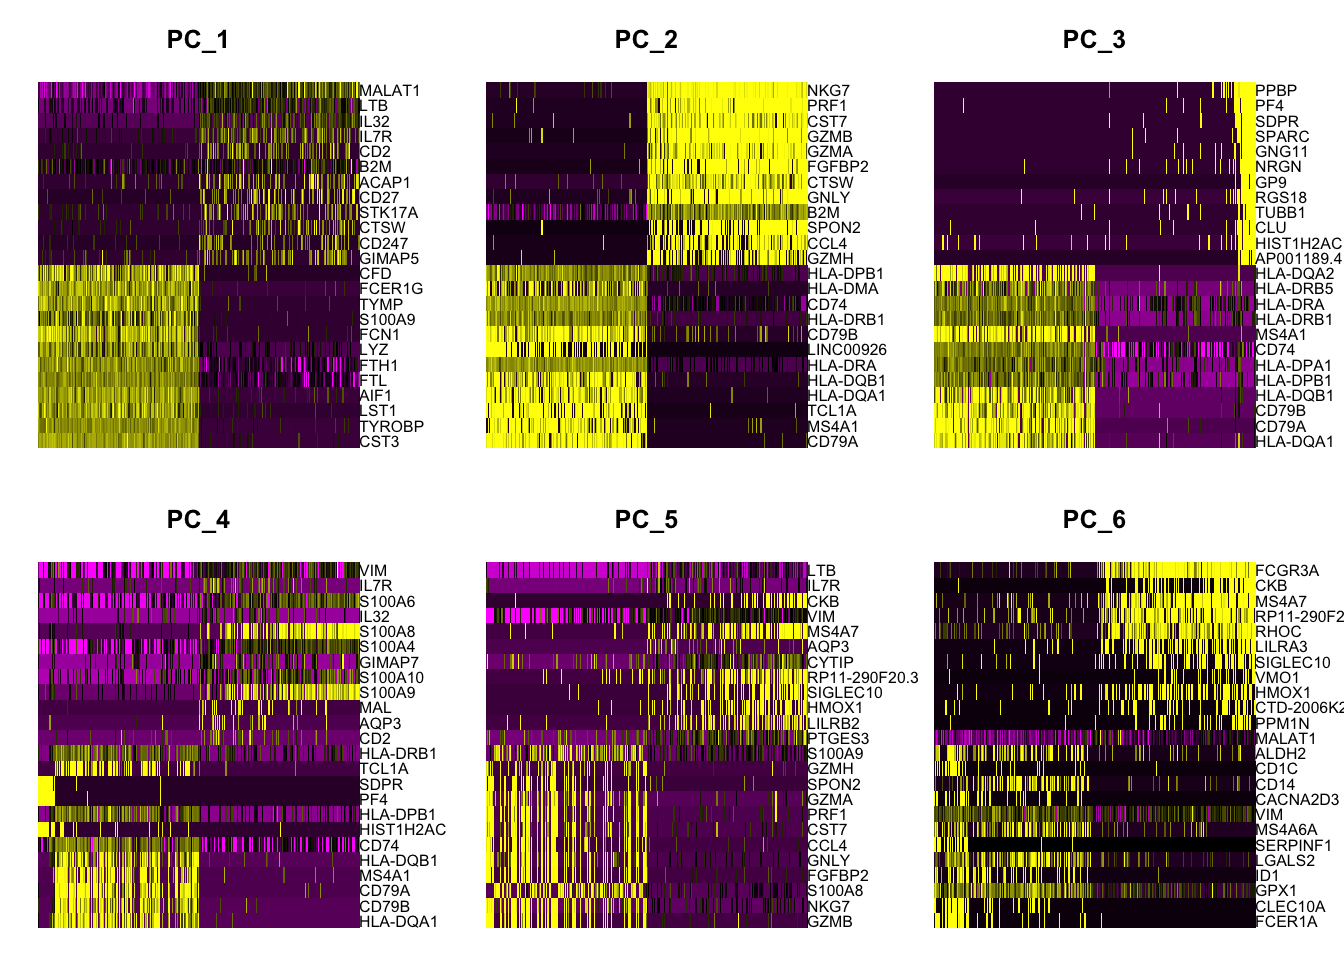 PC_1
MALAT1
LTB
IL32
IL7R
CD2
B2M
ACAP1
CD27
STK17A
CTSW
CD247
GIMAP5
CFD
FCER1G
TYMP
S100A9
FCN1
LYZ
FTH1
FTL
AIF1
LST1
TYROBP
CST3
PC_2
NKG7
PRF1
CST7
GZMB
GZMA
FGFBP2
CTSW
GNLY
B2M
SPON2
CCL4
GZMH
HLA-DPB1
HLA-DMA
CD74
HLA-DRB1
CD79B
LINC00926
HLA-DRA
HLA-DQB1
HLA-DQA1
TCL1A
MS4A1
CD79A
PC_3
PPBP
PF4
SDPR
SPARC
GNG11
NRGN
GP9
RGS18
TUBB1
CLU
HIST1H2AC
AP001189.4
HLA-DQA2
HLA-DRB5
HLA-DRA
HLA-DRB1
MS4A1
CD74
HLA-DPA1
HLA-DPB1
HLA-DQB1
CD79B
CD79A
HLA-DQA1
PC_4
VIM
IL7R
S100A6
IL32
S100A8
S100A4
GIMAP7
S100A10
S100A9
MAL
AQP3
CD2
HLA-DRB1
TCL1A
SDPR
PF4
HLA-DPB1
HIST1H2AC
CD74
HLA-DQB1
MS4A1
CD79A
CD79B
HLA-DQA1
PC_5
LTB
IL7R
CKB
VIM
MS4A7
AQP3
CYTIP
RP11-290F20.3
SIGLEC10
HMOX1
LILRB2
PTGES3
S100A9
GZMH
SPON2
GZMA
PRF1
CST7
CCL4
GNLY
FGFBP2
S100A8
NKG7
GZMB
PC_6
FCGR3A
CKB
MS4A7
RP11-290F2
RHOC
LILRA3
SIGLEC10
VMO1
HMOX1
CTD-2006K2
PPM1N
MALAT1
ALDH2
CD1C
CD14
CACNA2D3
VIM
MS4A6A
SERPINF1
LGALS2
ID1
GPX1
CLEC10A
FCER1A